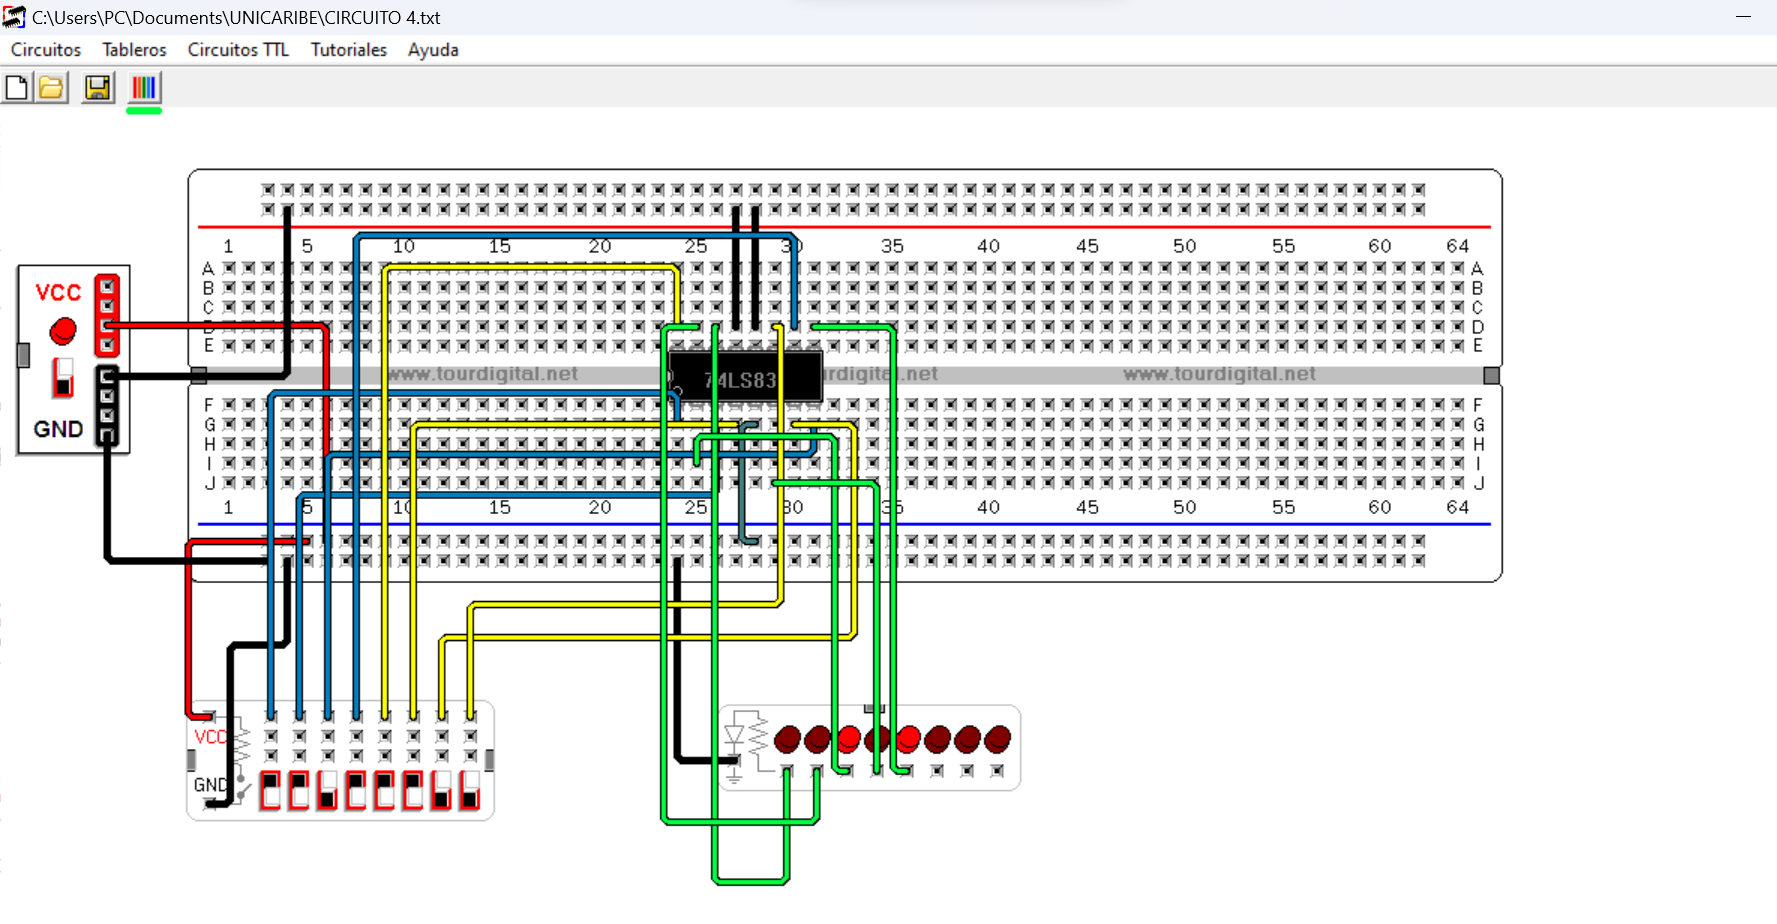 C:\Users\PC\Documents\UNICARIBE\CIRCUITO 4.txt
Circuitos Tableros Circuitos TTL Tutoriales Ayuda
1 5 10 15 20 25 30 35 40 45 50 55 60 64
A A
B B
C C
D D
E E
VCC
GND
www.tourdigital.net 74LS83 urdigital.net www.tourdigital.net
F F
G G
H H
I I
J J
1 5 10 15 20 25 30 35 40 45 50 55 60 64
VCC
GND